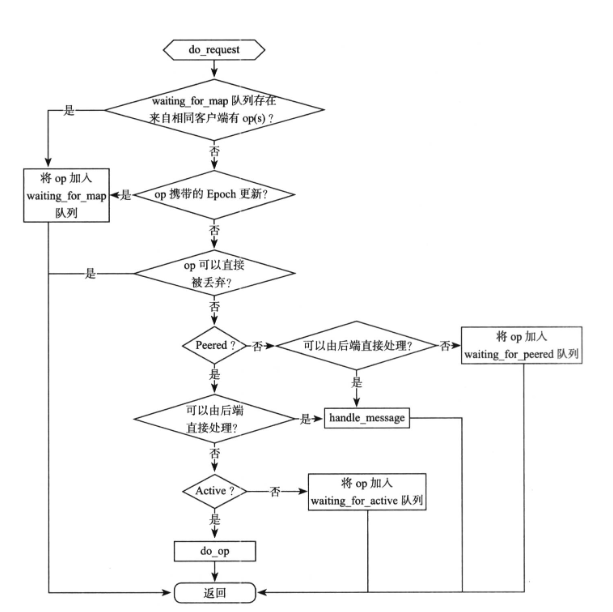 do_request
waiting_for_map 队列存在
来自相同客户端有 op(s)？
是
否
将 op 加入
waiting_for_map
队列
是
op 携带的 Epoch 更新？
否
op 可以直接
被丢弃？
是
否
Peered？
否
可以由后端直接处理？
否
将 op 加入
waiting_for_peered 队列
是
是
可以由后端
直接处理？
是
handle_message
否
Active？
否
将 op 加入
waiting_for_active 队列
是
do_op
返回